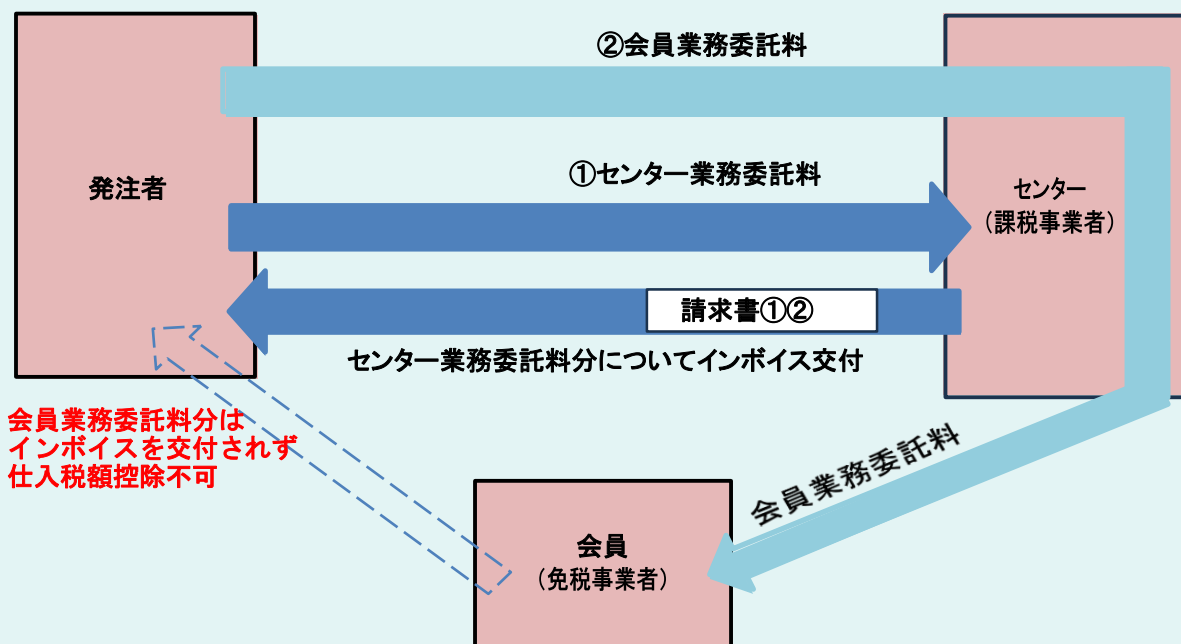 ②会員業務委託料
①センター業務委託料
発注者
センター
(課税事業者)
請求書①②
センター業務委託料分についてインボイス交付
会員業務委託料分は
インボイスを交付されず
仕入税額控除不可
会員業務委託料
会員
(免税事業者)